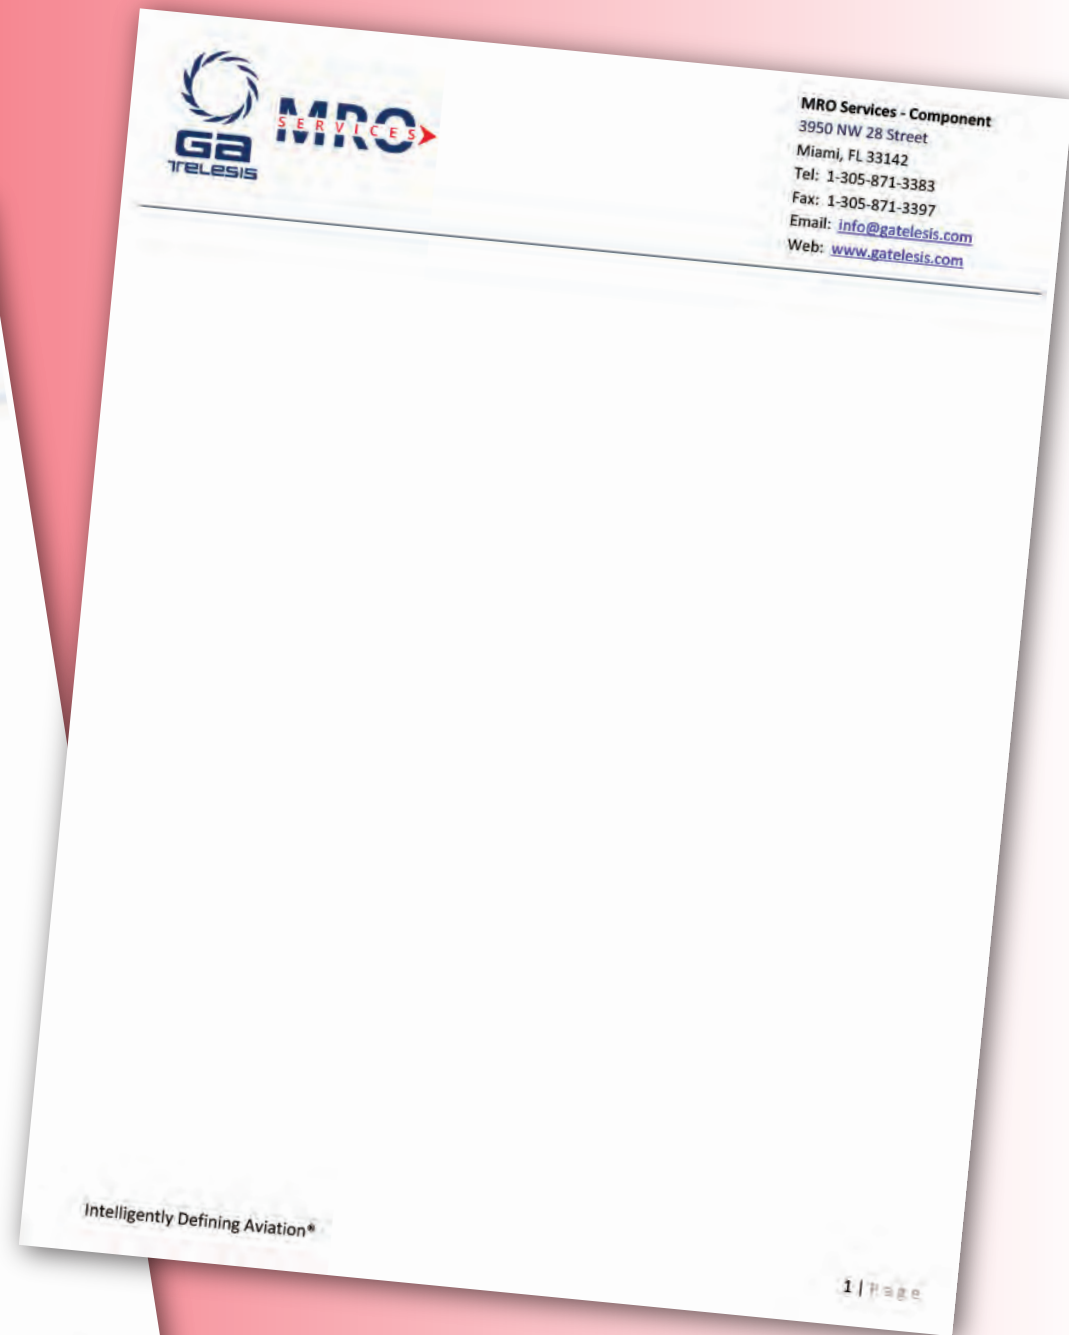 GA
TELESIS
MRO
SERVICES
MRO Services - Component
3950 NW 28 Street
Miami, FL 33142
Tel: 1-305-871-3383
Fax: 1-305-871-3397
Email: info@gatelesis.com
Web: www.gatelesis.com
Intelligently Defining Aviation®
1 | Page